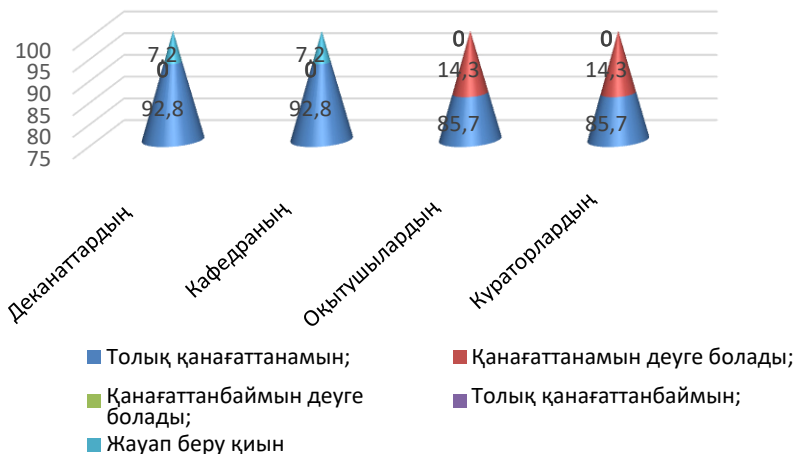 100
95
90
85
80
75
7,2
0
92,8
7,2
0
92,8
0
14,3
85,7
0
14,3
85,7
Деканаттардың
Кафедраның
Оқытушылардың
Кураторлардың
Толық қанағаттанамын;
Қанағаттанамын деуге болады;
Қанағаттанбаймын деуге
болады;
Толық қанағаттанбаймын;
Жауап беру қиын